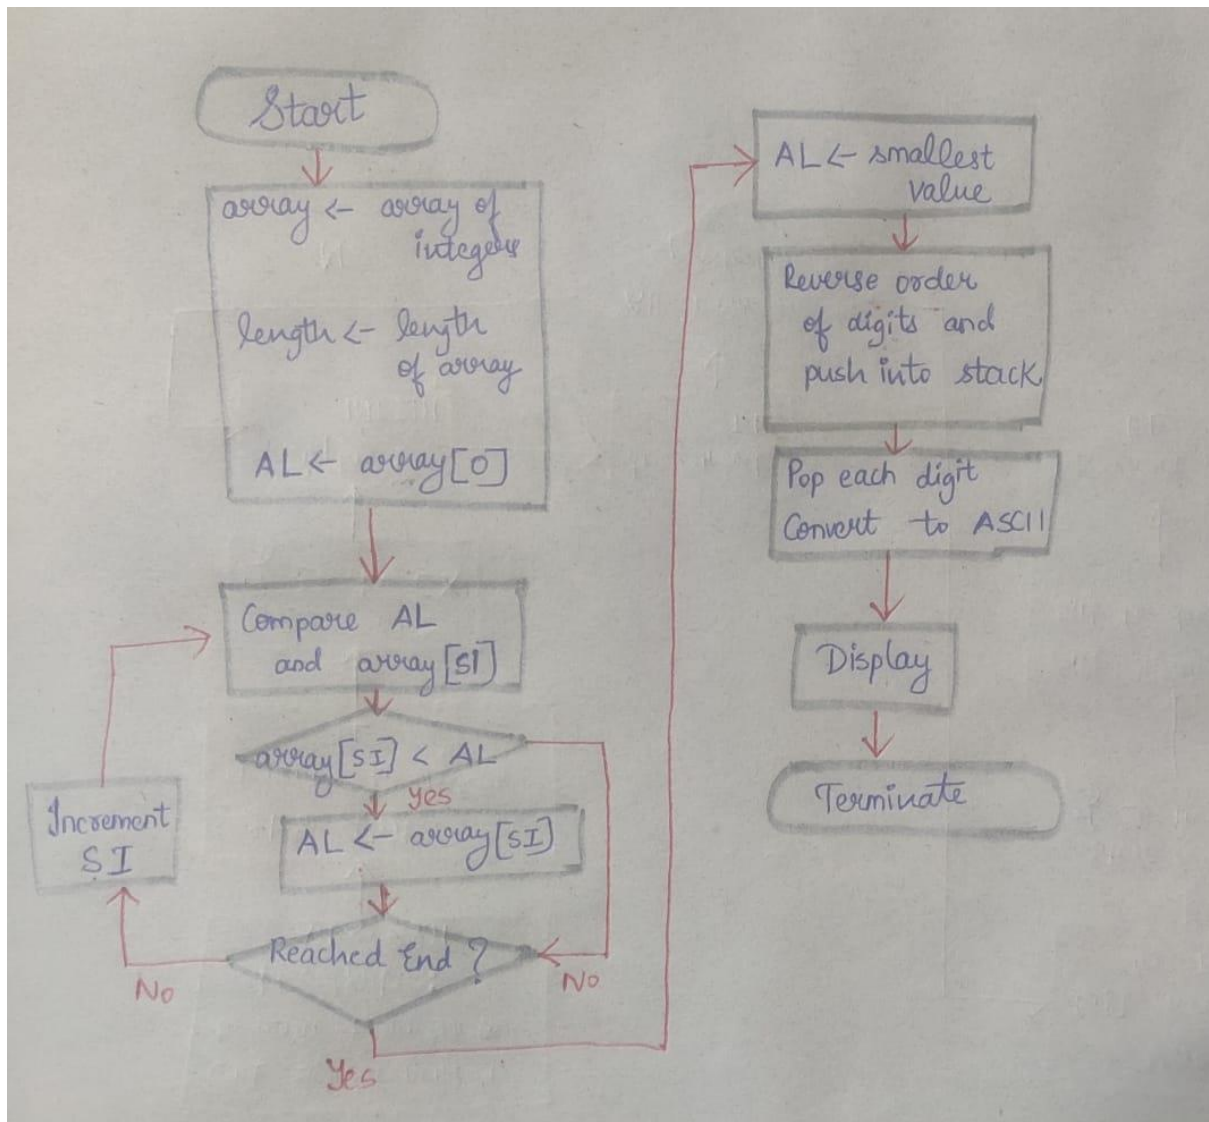 Start
array <- array of
integers
length <- length
of array
AL <- array[0]
Compare AL
and array[SI]
array[SI] < AL
Yes
AL <- array[SI]
Increment
SI
Reached End ?
No
No
Yes
AL <- smallest
value
Reverse order
of digits and
push into stack
Pop each digit
Convert to ASCII
Display
Terminate